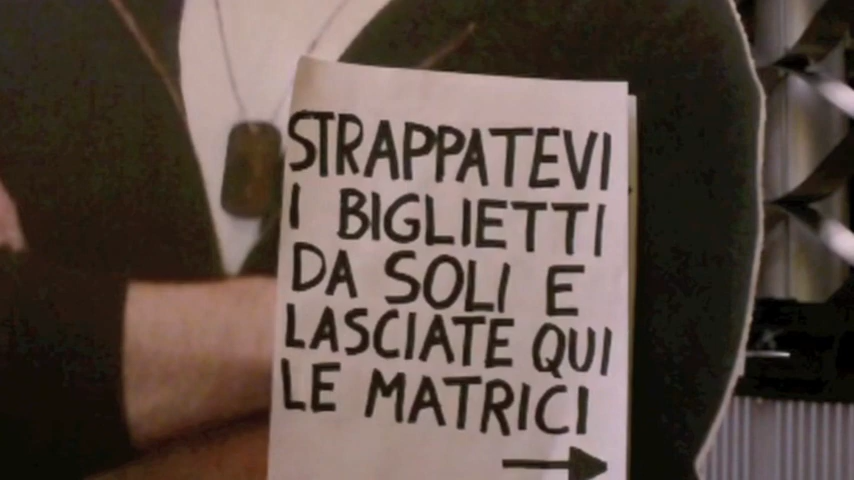 STRAPPATEVI
I BIGLIETTI
DA SOLI E
LASCIATE QUI
LE MATRICI